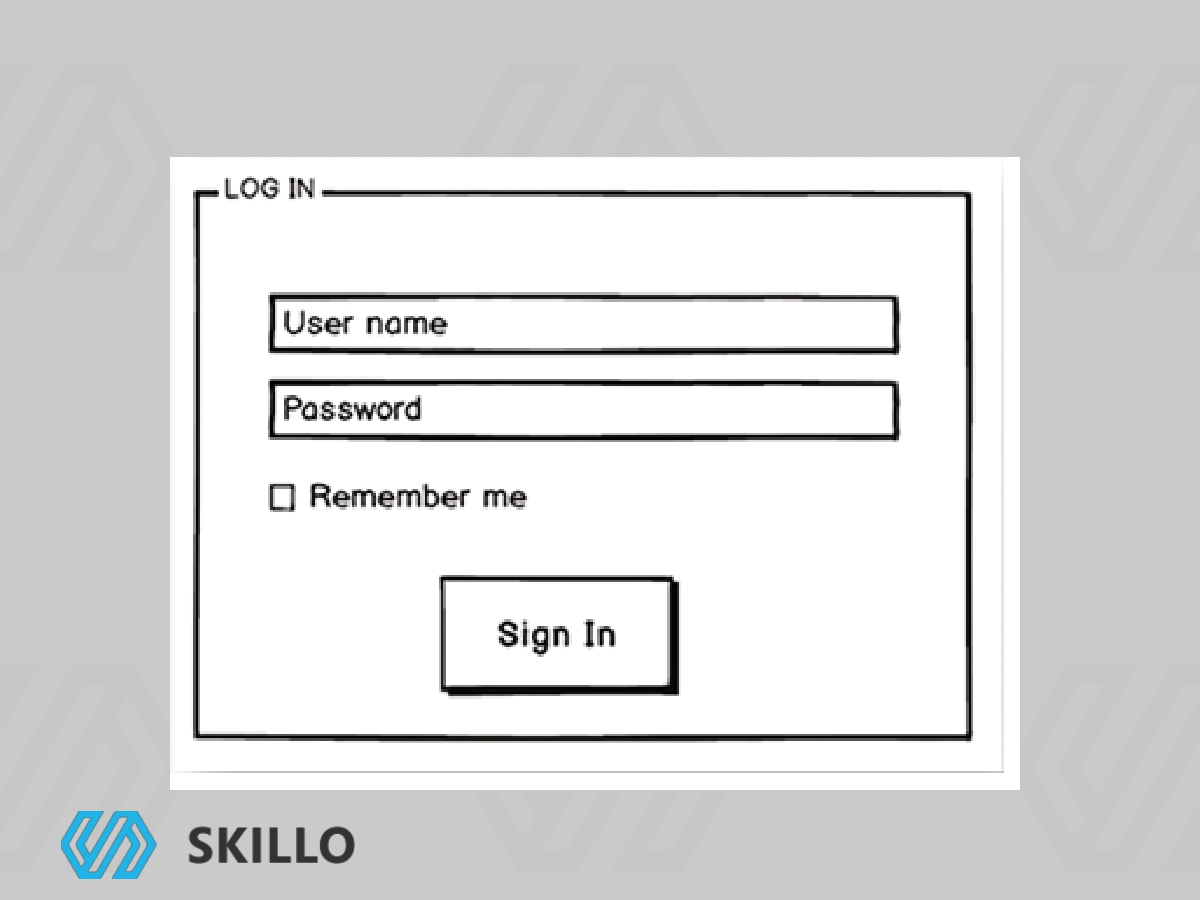 LOG IN
User name
Password
Remember me
Sign In
SKILLO